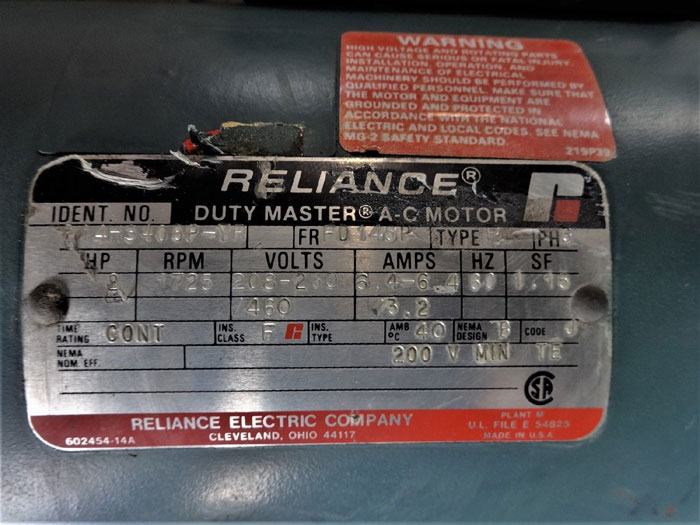 WARNING
HIGH VOLTAGE AND ROTATING PARTS
CAN CAUSE SERIOUS OR FATAL INJURY.
INSTALLATION, OPERATION, AND
MAINTENANCE OF ELECTRICAL
MACHINERY SHOULD BE PERFORMED BY
QUALIFIED PERSONNEL. MAKE SURE THAT
THE MOTOR AND EQUIPMENT ARE
GROUNDED AND PROTECTED IN
ACCORDANCE WITH THE NATIONAL
ELECTRIC AND LOCAL CODES. SEE NEMA
MG-2 SAFETY STANDARD.
219P39
RELIANCE®
IDENT. NO. DUTY MASTER® A-C MOTOR
FR TYPE PH
HP RPM VOLTS AMPS HZ SF
2 1725 208-230 6.4-6.4 60 1.15
/460 /3.2
TIME RATING CONT INS. CLASS F INS. TYPE AMB °C 40 NEMA DESIGN B CODE
NEMA NOM. EFF. 200 V MIN TE
RELIANCE ELECTRIC COMPANY
CLEVELAND, OHIO 44117
602454-14A
PLANT M
U.L. FILE E 54825
MADE IN U.S.A.